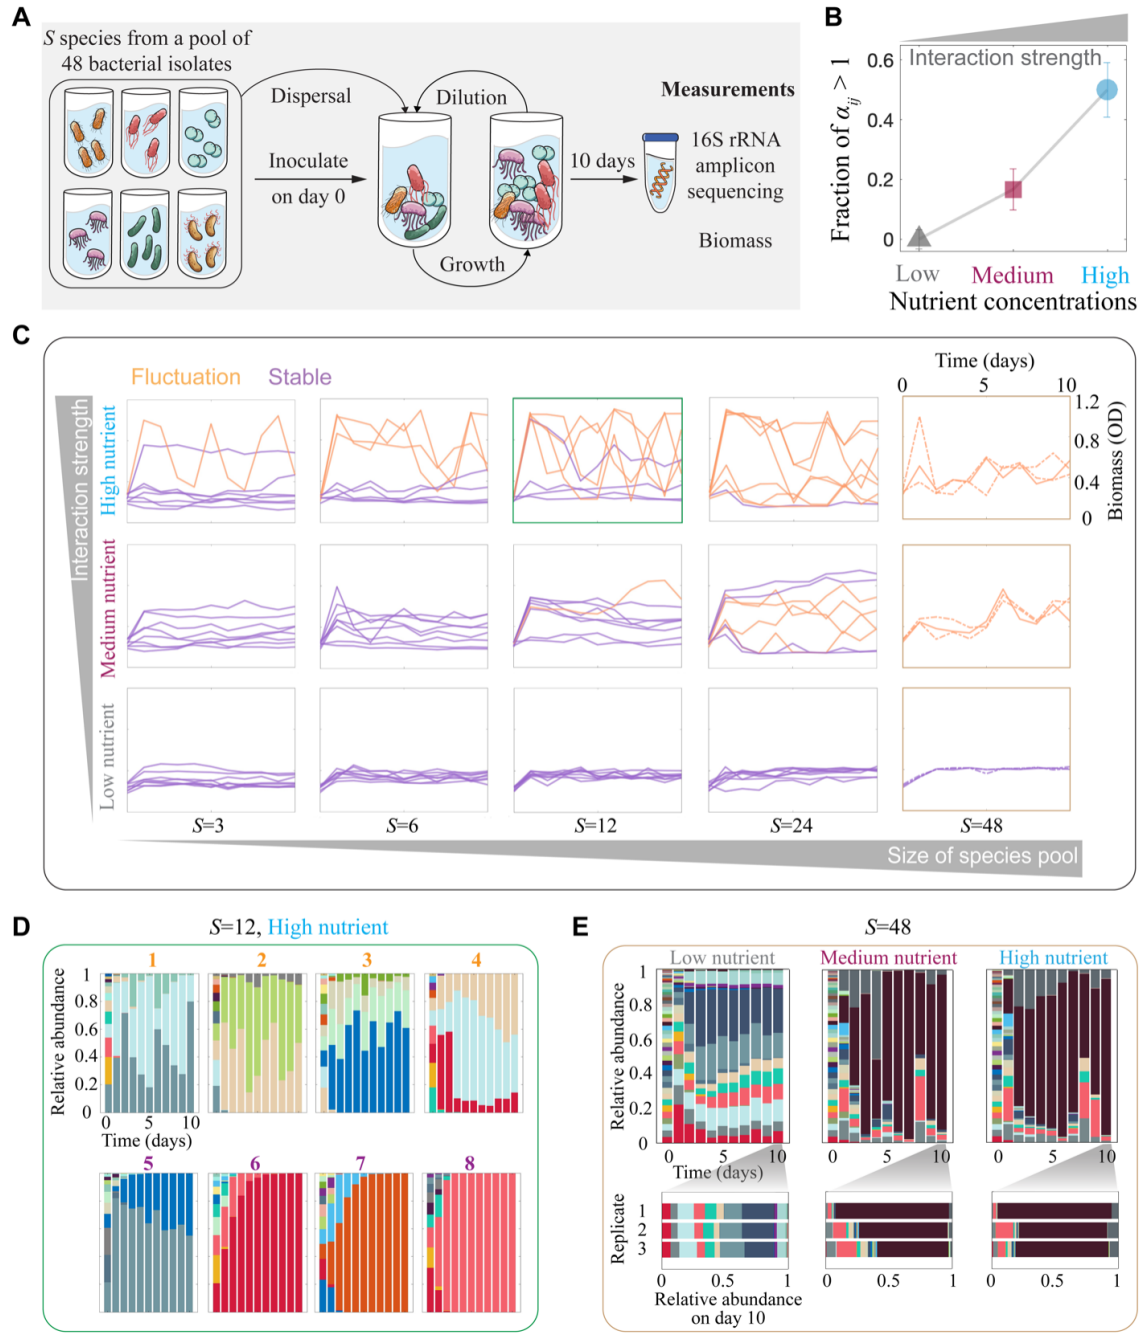 A
S species from a pool of
48 bacterial isolates
Dispersal
Inoculate
on day 0
Dilution
Growth
10 days
Measurements
16S rRNA
amplicon
sequencing
Biomass
B
Interaction strength
Fraction of αij > 1
0.6
0.4
0.2
0
Low Medium High
Nutrient concentrations
C
Fluctuation Stable
Time (days)
0 5 10
Interaction strength
High nutrient
1.2
0.8
0.4
0
Biomass (OD)
Medium nutrient
Low nutrient
S=3 S=6 S=12 S=24 S=48
Size of species pool
D
S=12, High nutrient
1 2 3 4
Relative abundance
1
0.8
0.6
0.4
0.2
0
0 5 10
Time (days)
5 6 7 8
E
S=48
Low nutrient Medium nutrient High nutrient
Relative abundance
1
0.8
0.6
0.4
0.2
0
0 5 10 0 5 10 0 5 10
Time (days)
Replicate
1
2
3
0 0.5 1 0 0.5 1 0 0.5 1
Relative abundance
on day 10